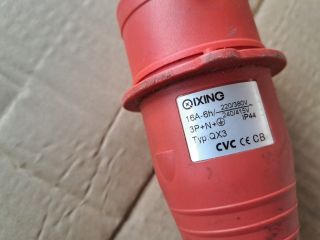 QIXING
16A-6h/~ 220/380V~
240/415V~
3P+N+⏚ IP44
Typ QX3
CVC CE CB